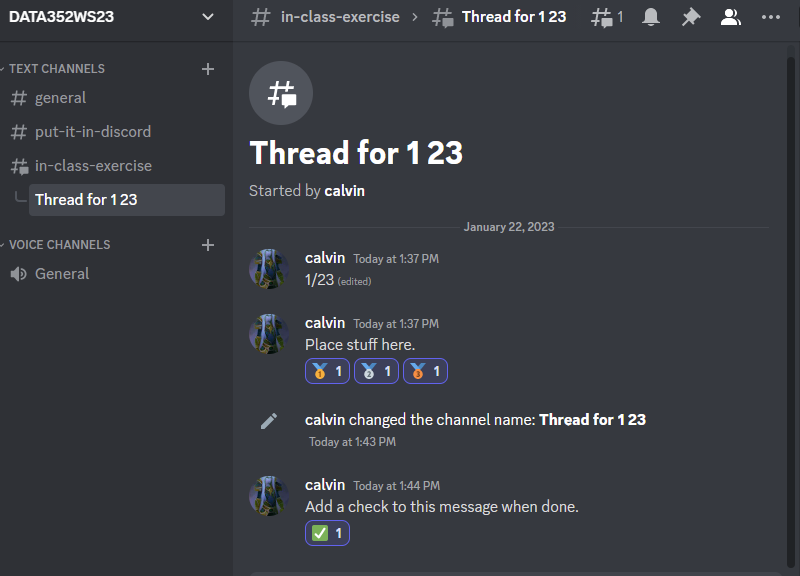 DATA352WS23
in-class-exercise > Thread for 1 23 1
TEXT CHANNELS +
general
put-it-in-discord
in-class-exercise
Thread for 1 23
VOICE CHANNELS +
General
Thread for 1 23
Started by calvin
January 22, 2023
calvin Today at 1:37 PM
1/23 (edited)
calvin Today at 1:37 PM
Place stuff here.
🥇 1 🥈 1 🥉 1
calvin changed the channel name: Thread for 1 23
Today at 1:43 PM
calvin Today at 1:44 PM
Add a check to this message when done.
✅ 1